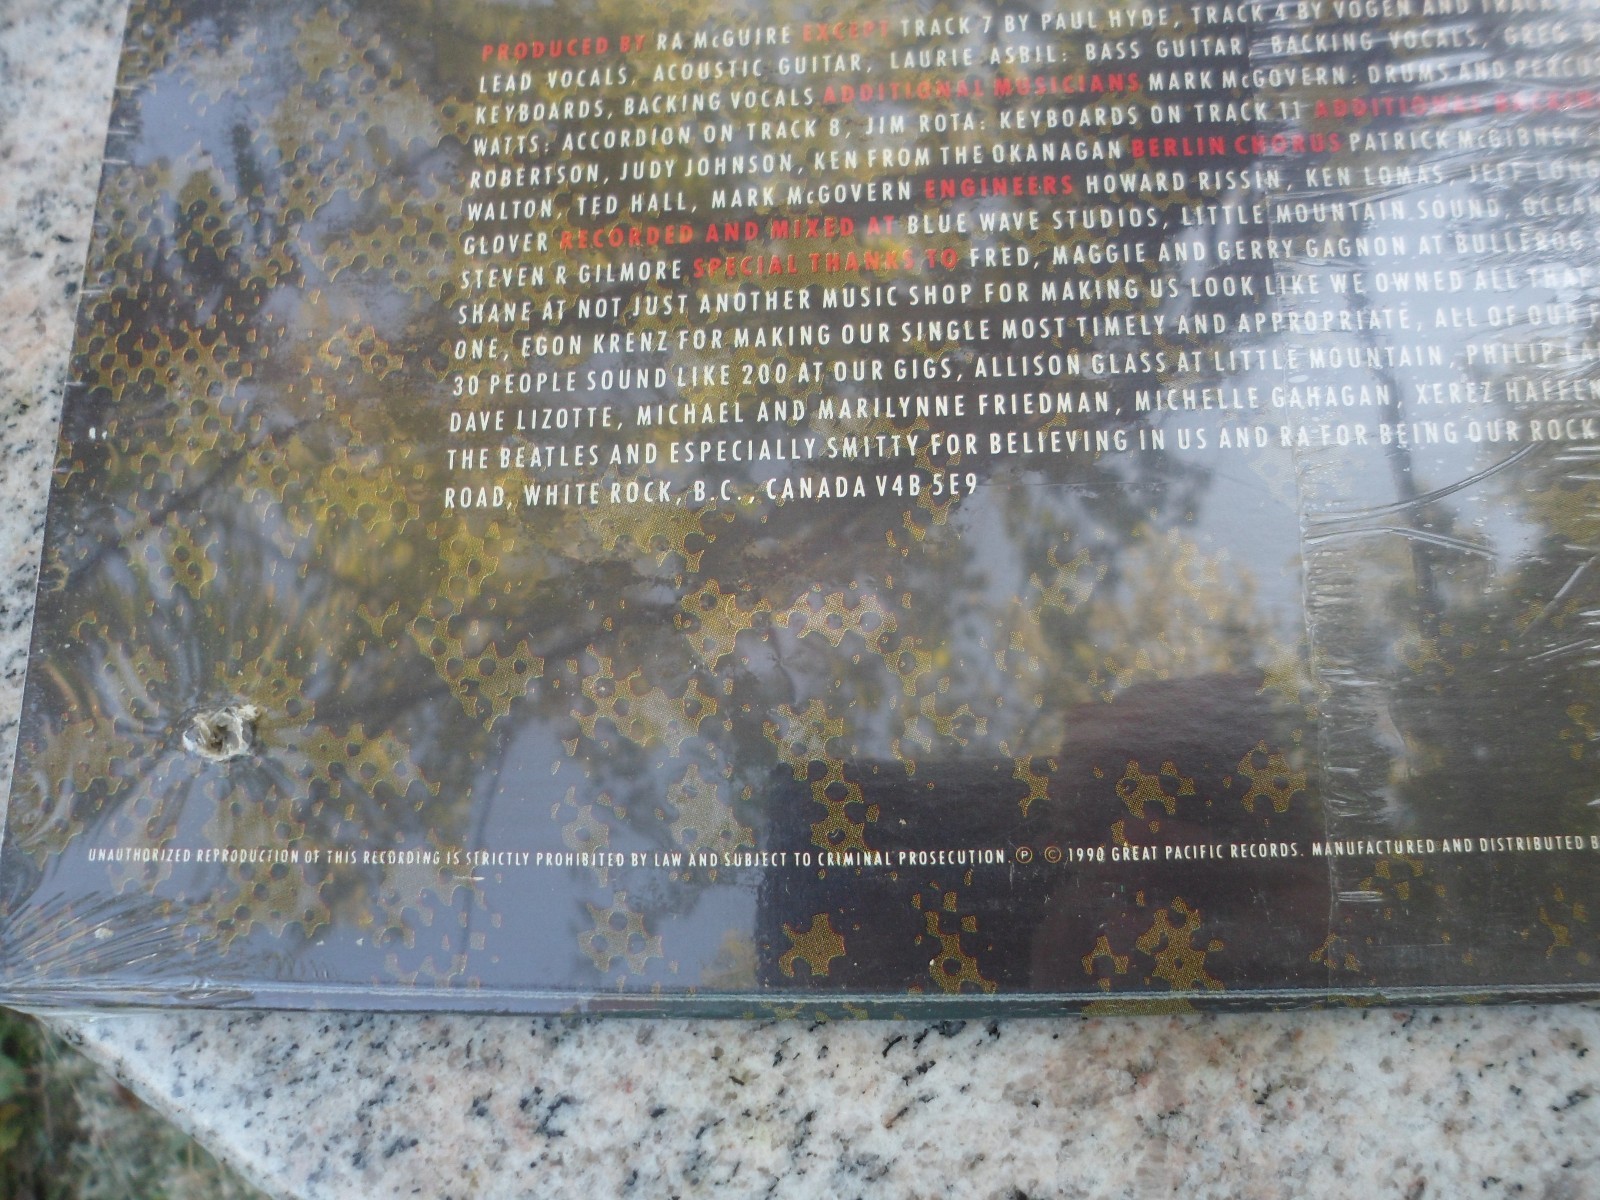 PRODUCED BY RA McGUIRE EXCEPT TRACK 7 BY PAUL HYDE, TRACK 4 BY VOGEN AND TRACK
LEAD VOCALS, ACOUSTIC GUITAR, LAURIE ASBIL: BASS GUITAR, BACKING VOCALS, GREG
KEYBOARDS, BACKING VOCALS ADDITIONAL MUSICIANS MARK McGOVERN: DRUMS AND
WATTS: ACCORDION ON TRACK 8, JIM ROTA: KEYBOARDS ON TRACK 11 ADDITIONAL
ROBERTSON, JUDY JOHNSON, KEN FROM THE OKANAGAN BERLIN CHORUS PATRICK McGIBNEY
WALTON, TED HALL, MARK McGOVERN ENGINEERS HOWARD RISSIN, KEN LOMAS, JEFF
GLOVER RECORDED AND MIXED AT BLUE WAVE STUDIOS, LITTLE MOUNTAIN SOUND, OCEAN
STEVEN R GILMORE SPECIAL THANKS TO FRED, MAGGIE AND GERRY GAGNON AT BULLFROG
SHANE AT NOT JUST ANOTHER MUSIC SHOP FOR MAKING US LOOK LIKE WE OWNED ALL THAT
ONE, EGON KRENZ FOR MAKING OUR SINGLE MOST TIMELY AND APPROPRIATE, ALL OF OUR
30 PEOPLE SOUND LIKE 200 AT OUR GIGS, ALLISON GLASS AT LITTLE MOUNTAIN, PHILIP
DAVE LIZOTTE, MICHAEL AND MARILYNNE FRIEDMAN, MICHELLE GAHAGAN, XEREZ
THE BEATLES AND ESPECIALLY SMITTY FOR BELIEVING IN US AND RA FOR BEING OUR ROCK
ROAD, WHITE ROCK, B.C., CANADA V4B 5E9
UNAUTHORIZED REPRODUCTION OF THIS RECORDING IS STRICTLY PROHIBITED BY LAW AND SUBJECT TO CRIMINAL PROSECUTION. ℗ © 1990 GREAT PACIFIC RECORDS. MANUFACTURED AND DISTRIBUTED